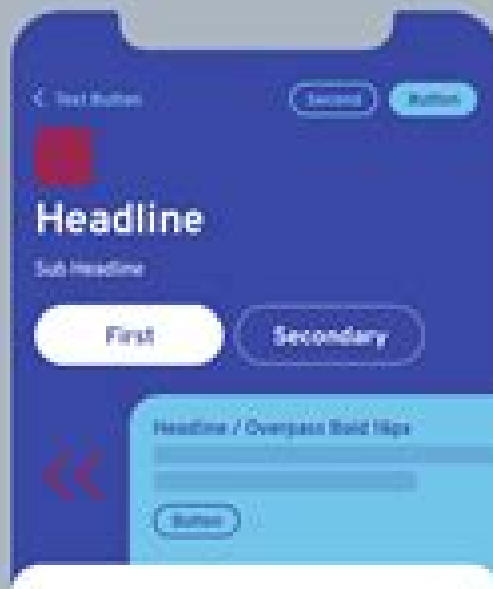 Text Button
Second
Button
Headline
Sub Headline
First
Secondary
Headline / Overpass Bold 16px
Button